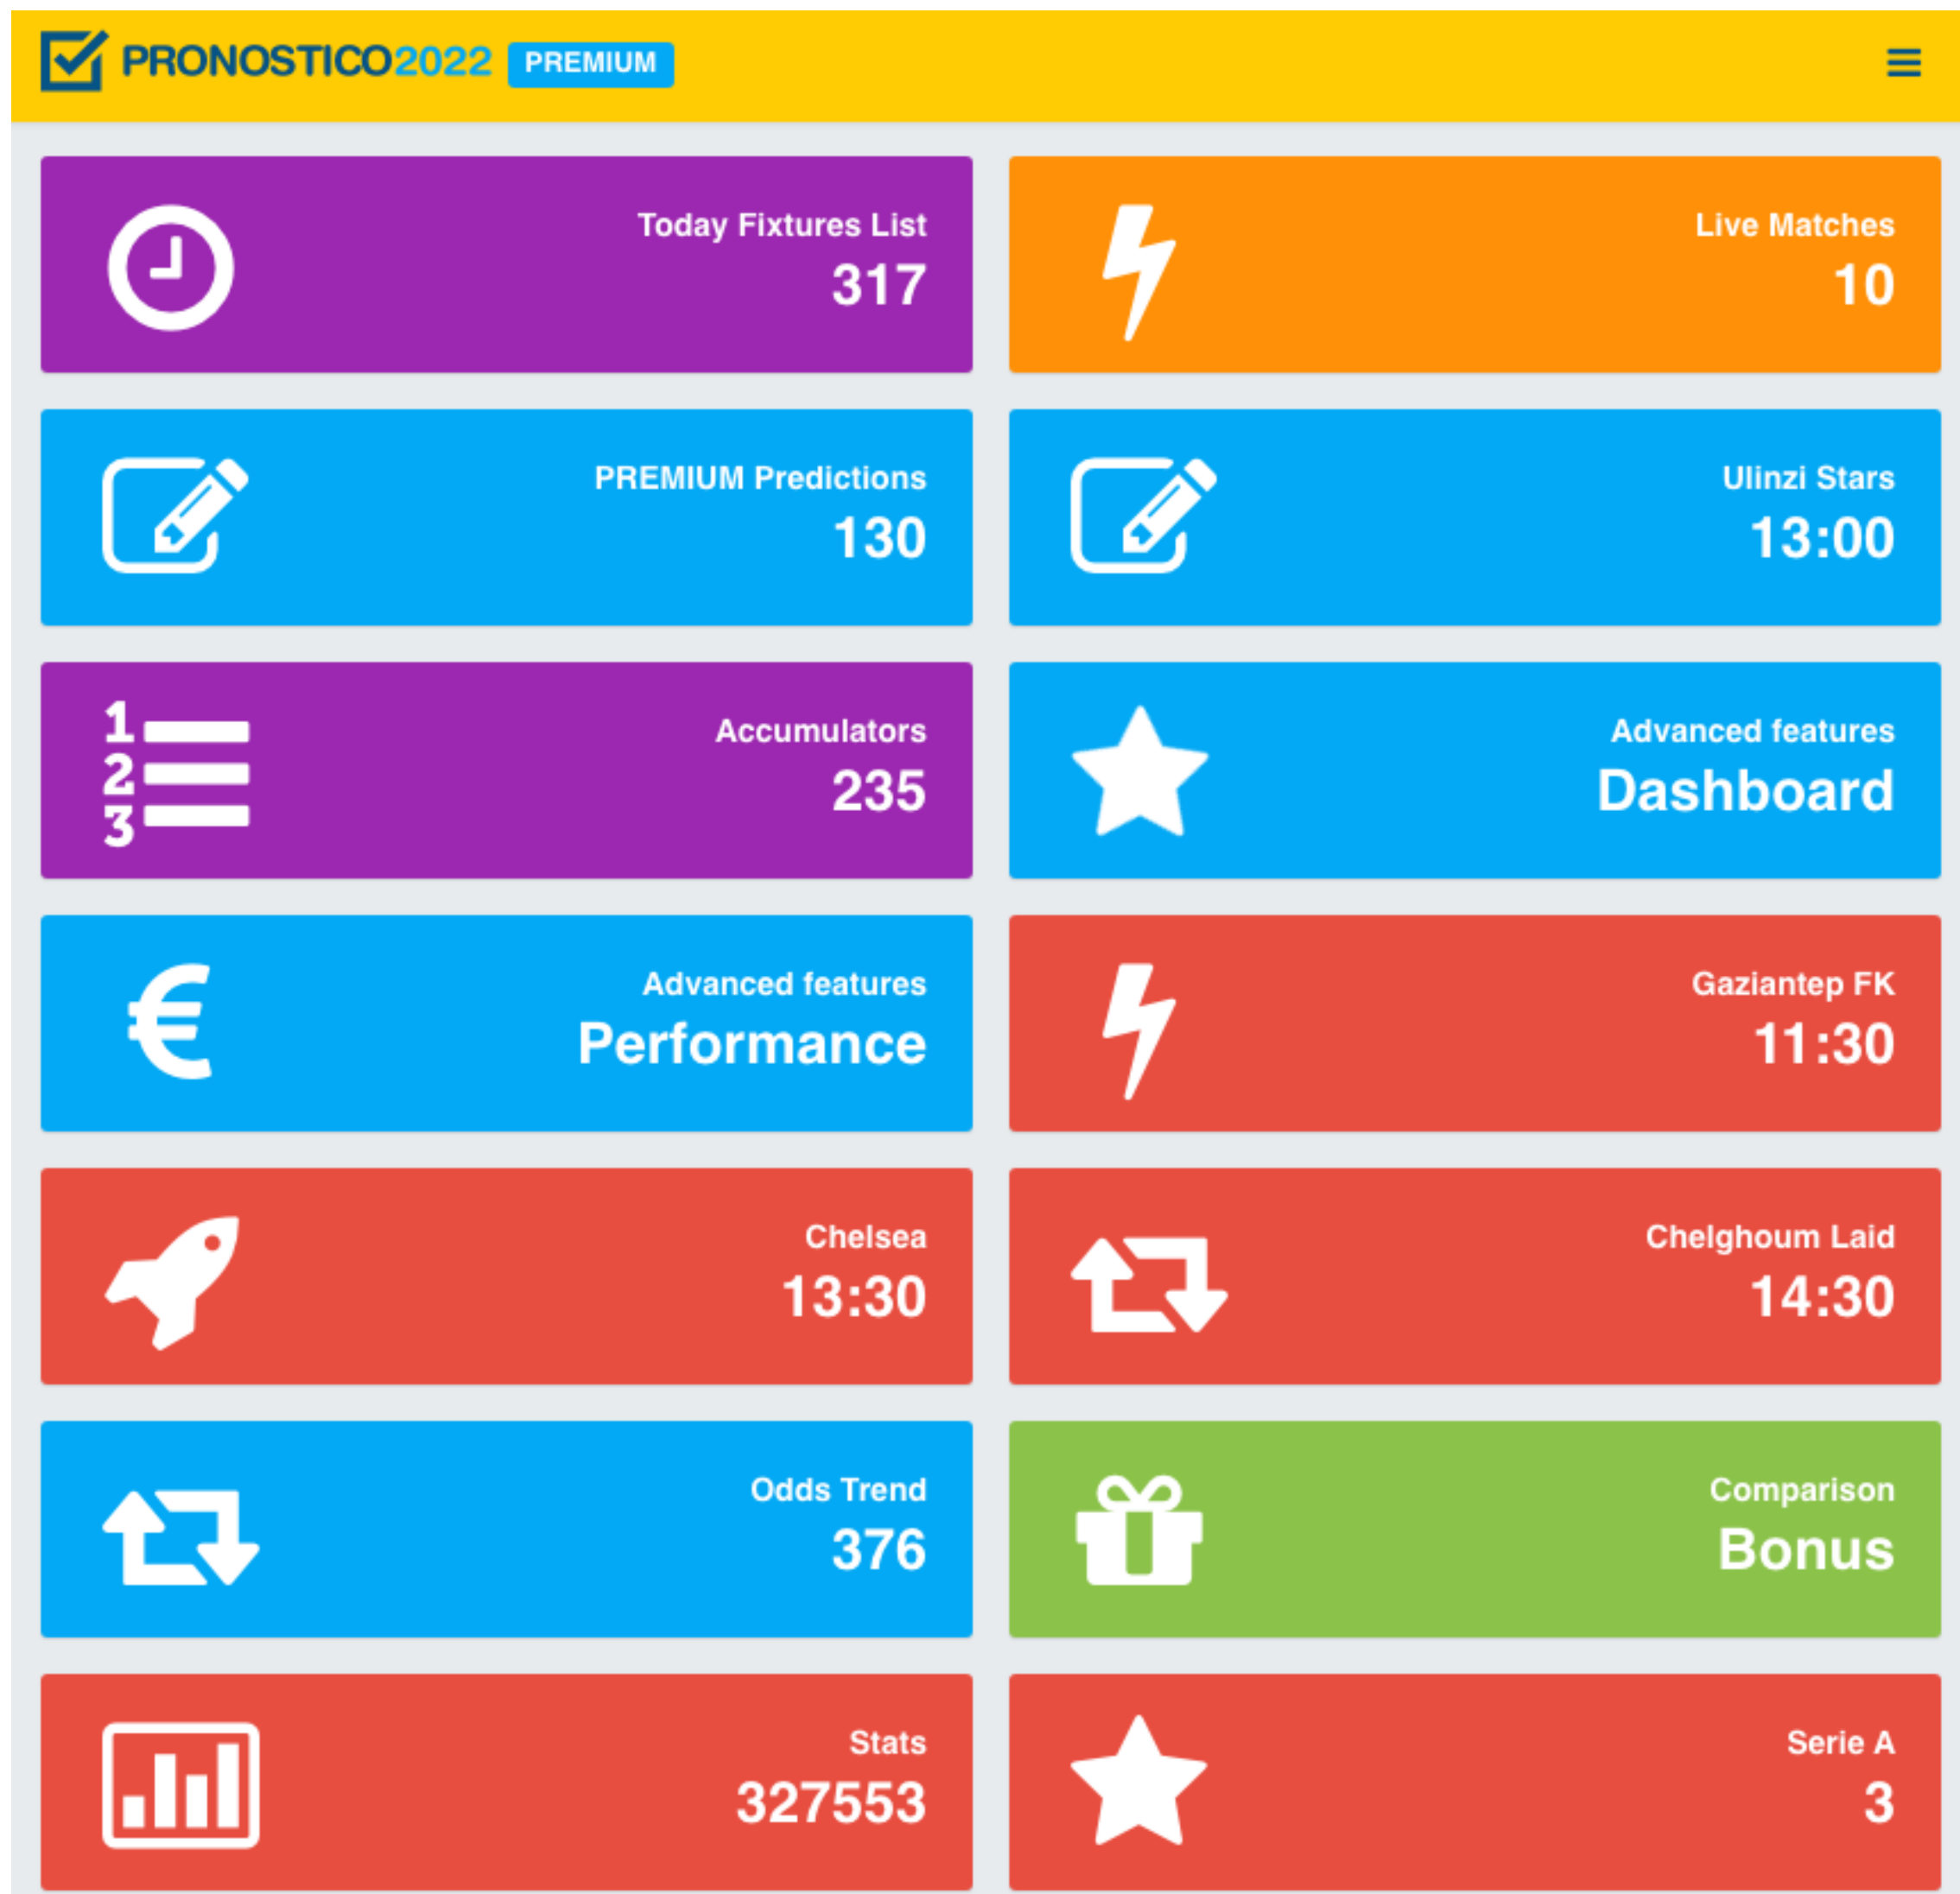 PRONOSTICO2022 PREMIUM
Today Fixtures List
317
Live Matches
10
PREMIUM Predictions
130
Ulinzi Stars
13:00
1
2
3
Accumulators
235
Advanced features
Dashboard
€
Advanced features
Performance
Gaziantep FK
11:30
Chelsea
13:30
Chelghoum Laid
14:30
Odds Trend
376
Comparison
Bonus
Stats
327553
Serie A
3